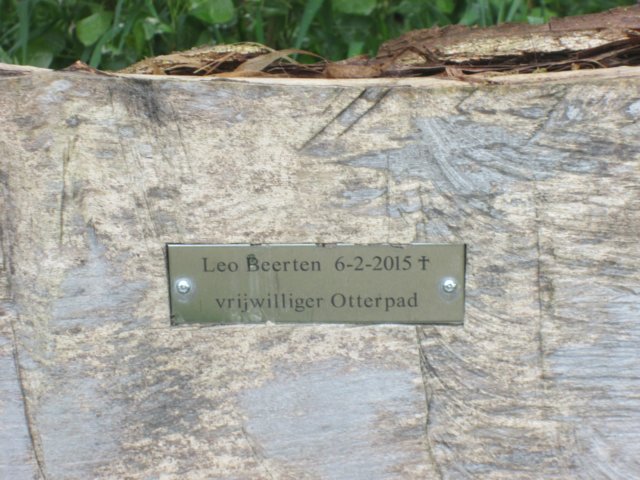 Leo Beerten 6-2-2015 ✝
vrijwilliger Otterpad